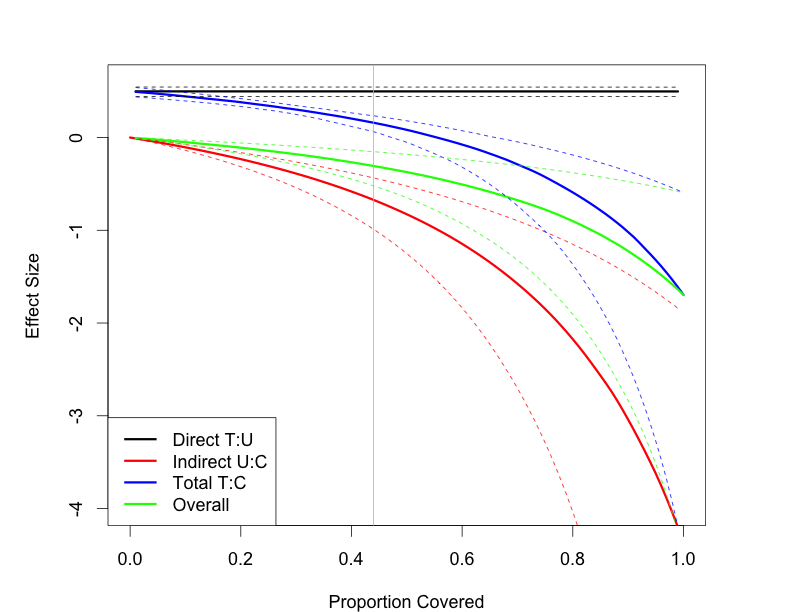 Effect Size
0
-1
-2
-3
-4
Direct T:U
Indirect U:C
Total T:C
Overall
0.0 0.2 0.4 0.6 0.8 1.0
Proportion Covered